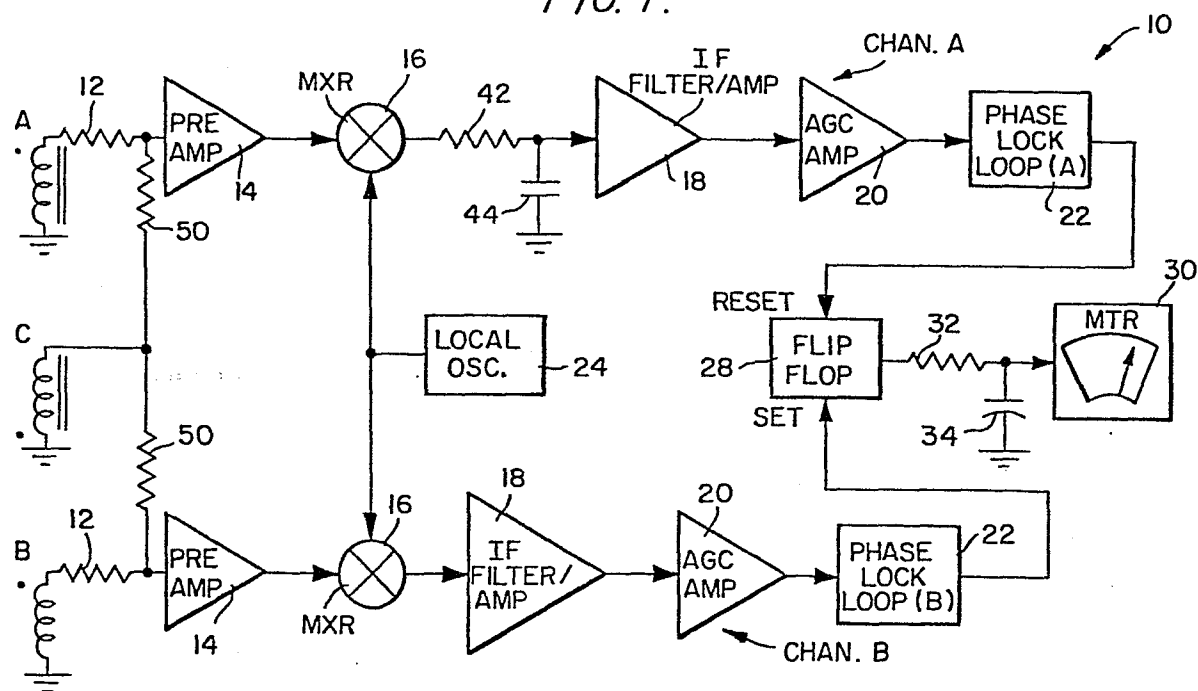 FIG. 1.
10
CHAN. A
16
MXR
IF
FILTER/AMP
12
42
A
PRE
AMP
14
44
18
AGC
AMP
20
PHASE
LOCK
LOOP (A)
22
50
RESET
30
C
LOCAL
OSC.
24
28
FLIP
FLOP
32
MTR
SET
34
50
12
B
PRE
AMP
14
16
MXR
18
IF
FILTER/
AMP
20
AGC
AMP
PHASE
LOCK
LOOP (B)
22
CHAN. B